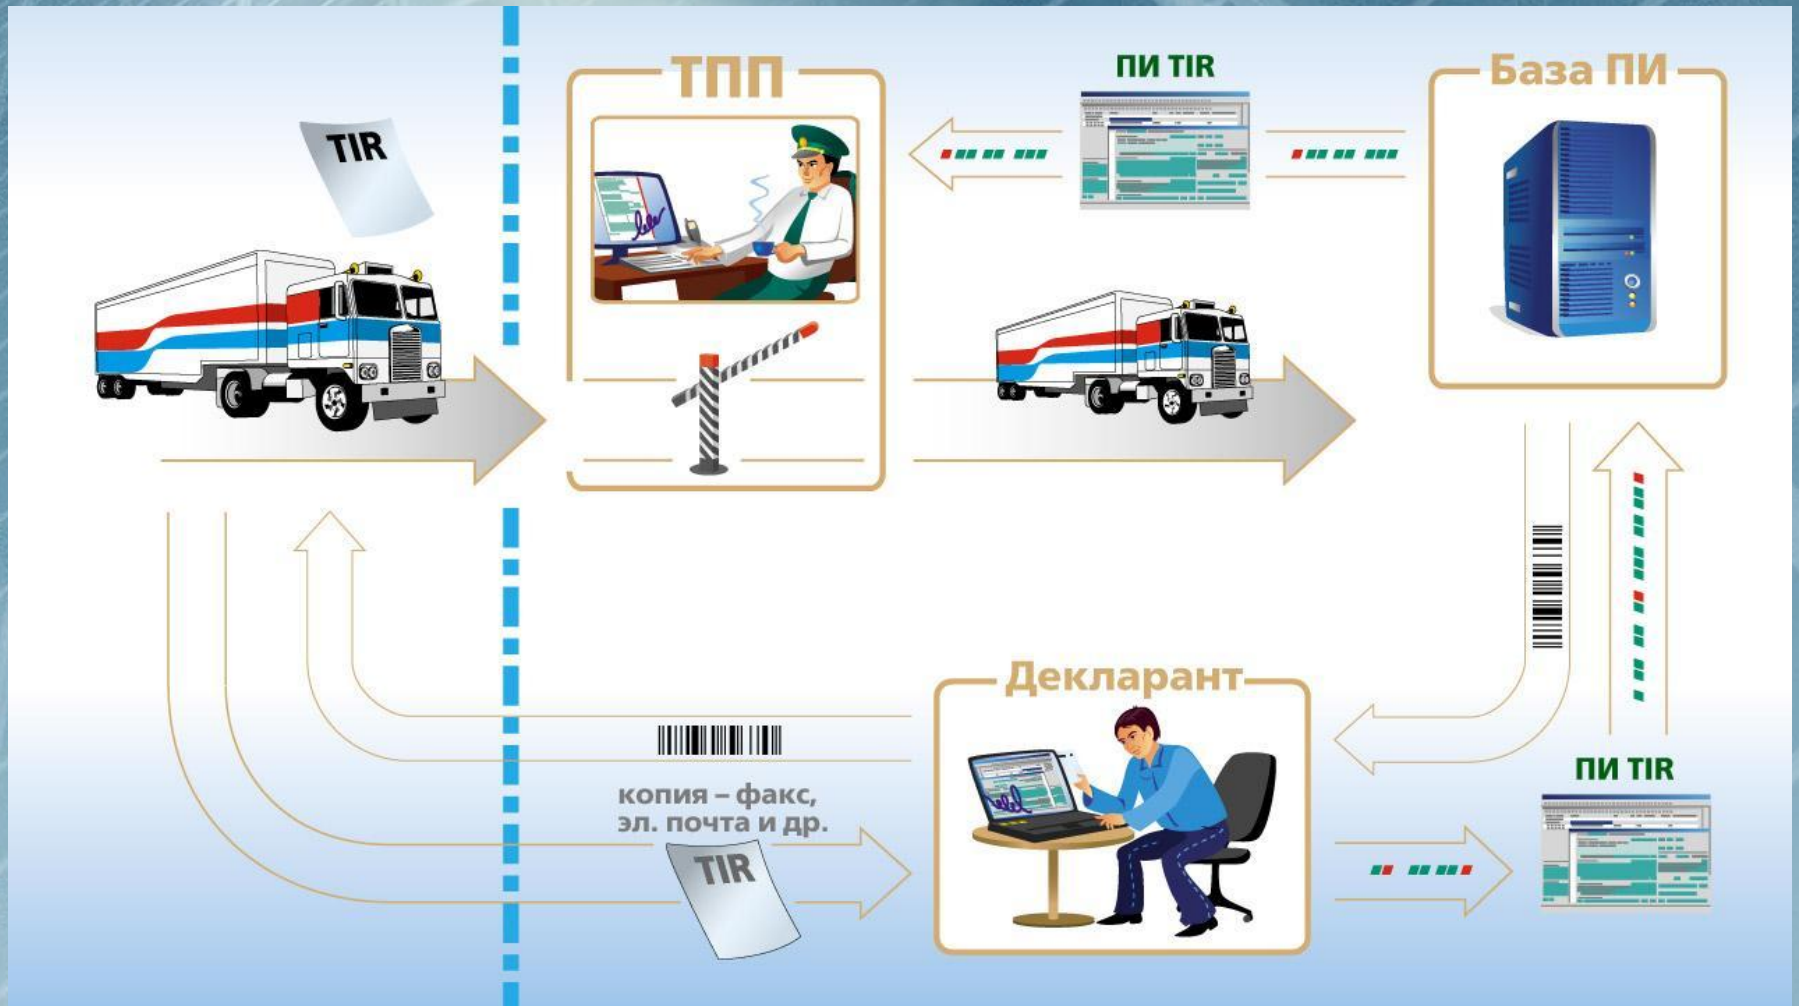 ТПП
ПИ TIR
База ПИ
TIR
Декларант
ПИ TIR
копия – факс,
эл. почта и др.
TIR